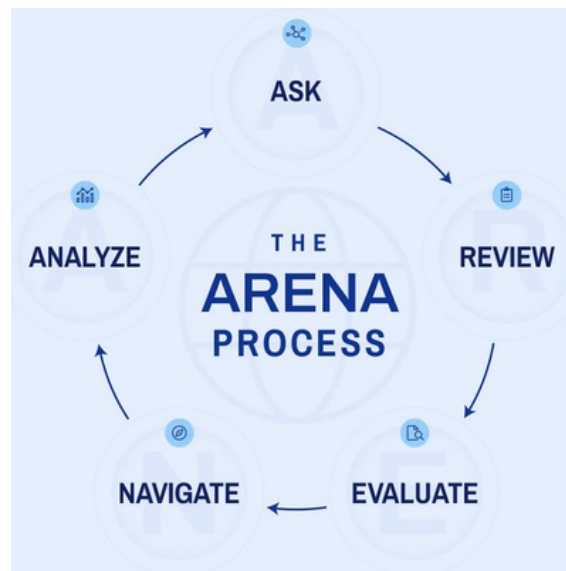 ASK
REVIEW
EVALUATE
NAVIGATE
ANALYZE
THE
ARENA
PROCESS
A
R
E
N
A